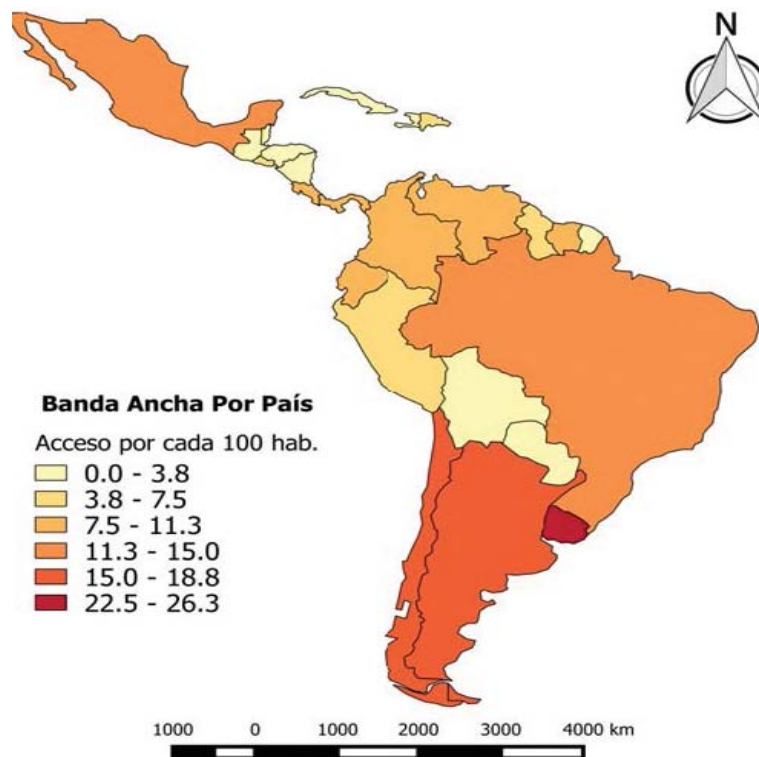 N
Banda Ancha Por País
Acceso por cada 100 hab.
0.0 - 3.8
3.8 - 7.5
7.5 - 11.3
11.3 - 15.0
15.0 - 18.8
22.5 - 26.3
1000 0 1000 2000 3000 4000 km